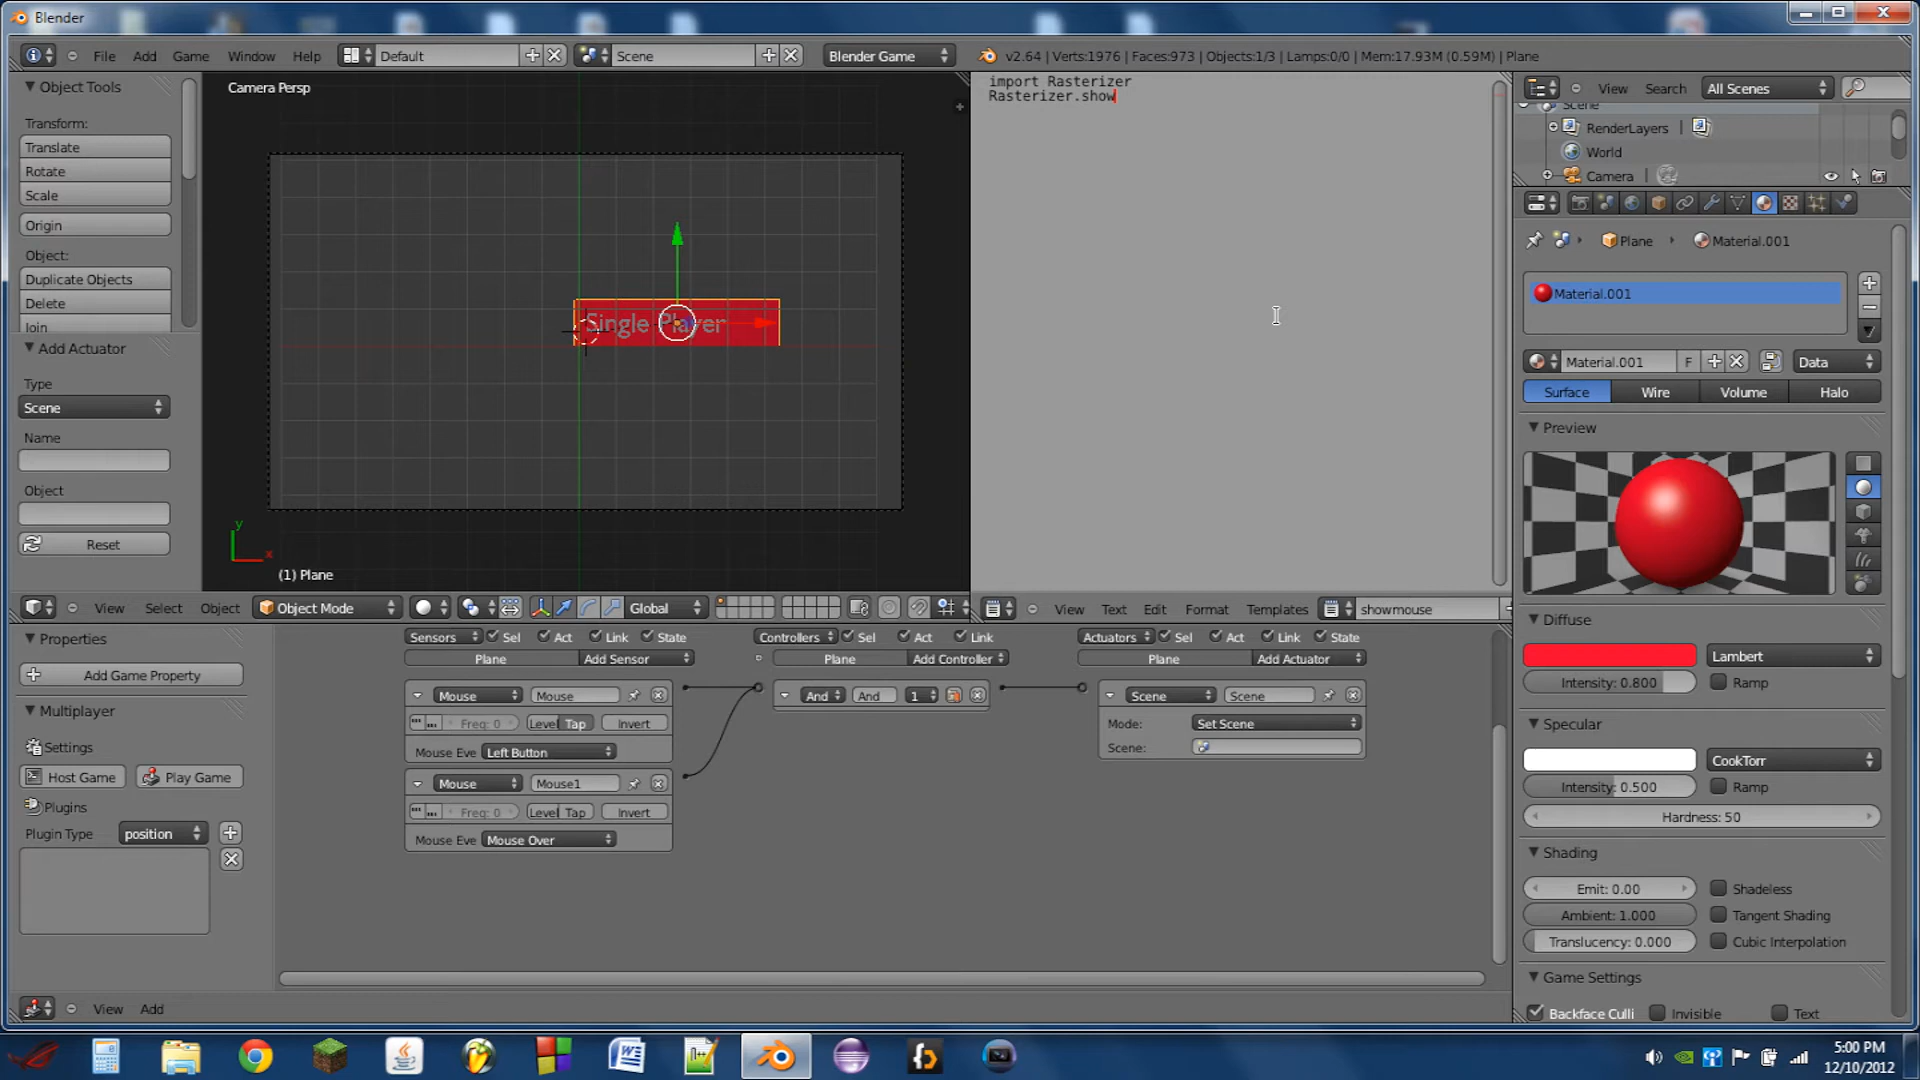 Blender
File Add Game Window Help Default Scene Blender Game v2.64 | Verts:1976 | Faces:973 | Objects:1/3 | Lamps:0/0 | Mem:17.93M (0.59M) | Plane
Object Tools
Transform:
Translate
Rotate
Scale
Origin
Object:
Duplicate Objects
Delete
Join
Add Actuator
Type
Scene
Name
Object
Reset
Camera Persp
Single Player
y
x
(1) Plane
View Select Object Object Mode Global
import Rasterizer
Rasterizer.show
View Text Edit Format Templates showmouse
View Search All Scenes
Scene
RenderLayers
World
Camera
Plane Material.001
Material.001
Material.001 F Data
Surface Wire Volume Halo
Preview
Diffuse
Lambert
Intensity: 0.800 Ramp
Specular
CookTorr
Intensity: 0.500 Ramp
Hardness: 50
Shading
Emit: 0.00 Shadeless
Ambient: 1.000 Tangent Shading
Translucency: 0.000 Cubic Interpolation
Game Settings
Backface Culli Invisible Text
Properties
Add Game Property
Multiplayer
Settings
Host Game Play Game
Plugins
Plugin Type position
Sensors Sel Act Link State
Plane Add Sensor
Mouse Mouse
Freq: 0 Level Tap Invert
Mouse Eve Left Button
Mouse Mouse1
Freq: 0 Level Tap Invert
Mouse Eve Mouse Over
Controllers Sel Act Link
Plane Add Controller
And And 1
Actuators Sel Act Link State
Plane Add Actuator
Scene Scene
Mode: Set Scene
Scene:
View Add
5:00 PM
12/10/2012